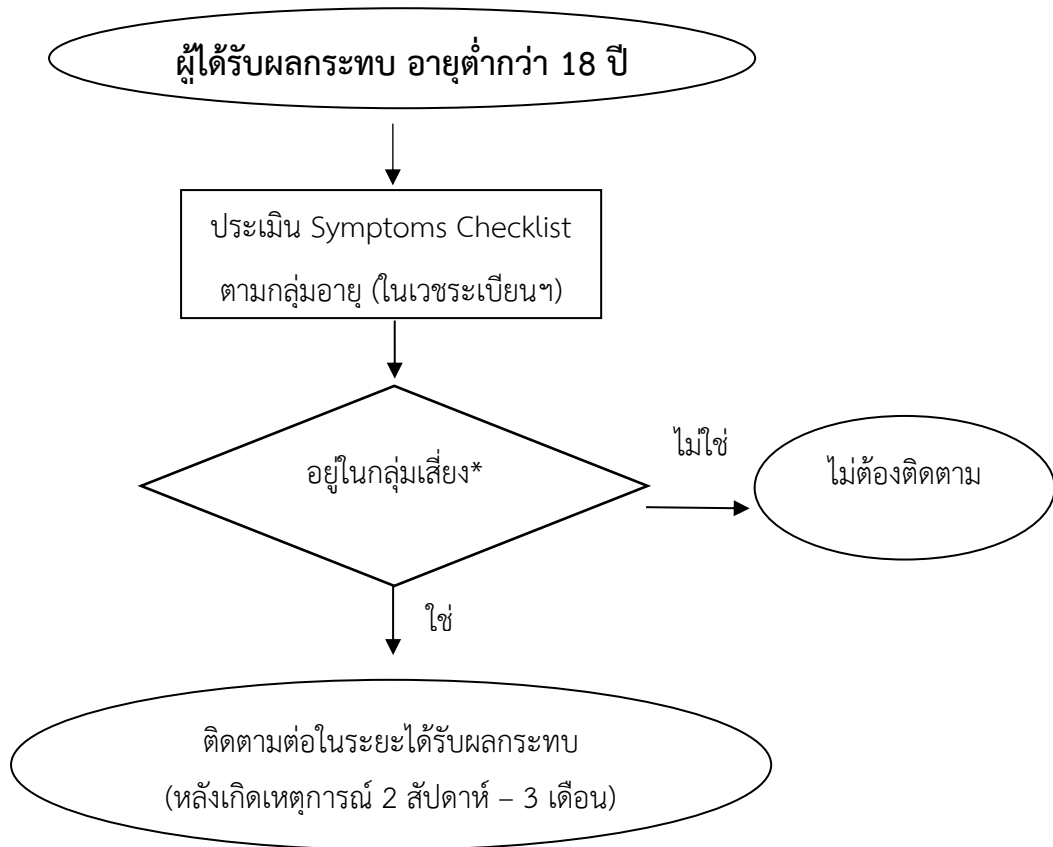 ผู้ได้รับผลกระทบ อายุต่ำกว่า 18 ปี
ประเมิน Symptoms Checklist
ตามกลุ่มอายุ (ในเวชระเบียนฯ)
อยู่ในกลุ่มเสี่ยง*
ไม่ใช่
ไม่ต้องติดตาม
ใช่
ติดตามต่อในระยะได้รับผลกระทบ
(หลังเกิดเหตุการณ์ 2 สัปดาห์ – 3 เดือน)